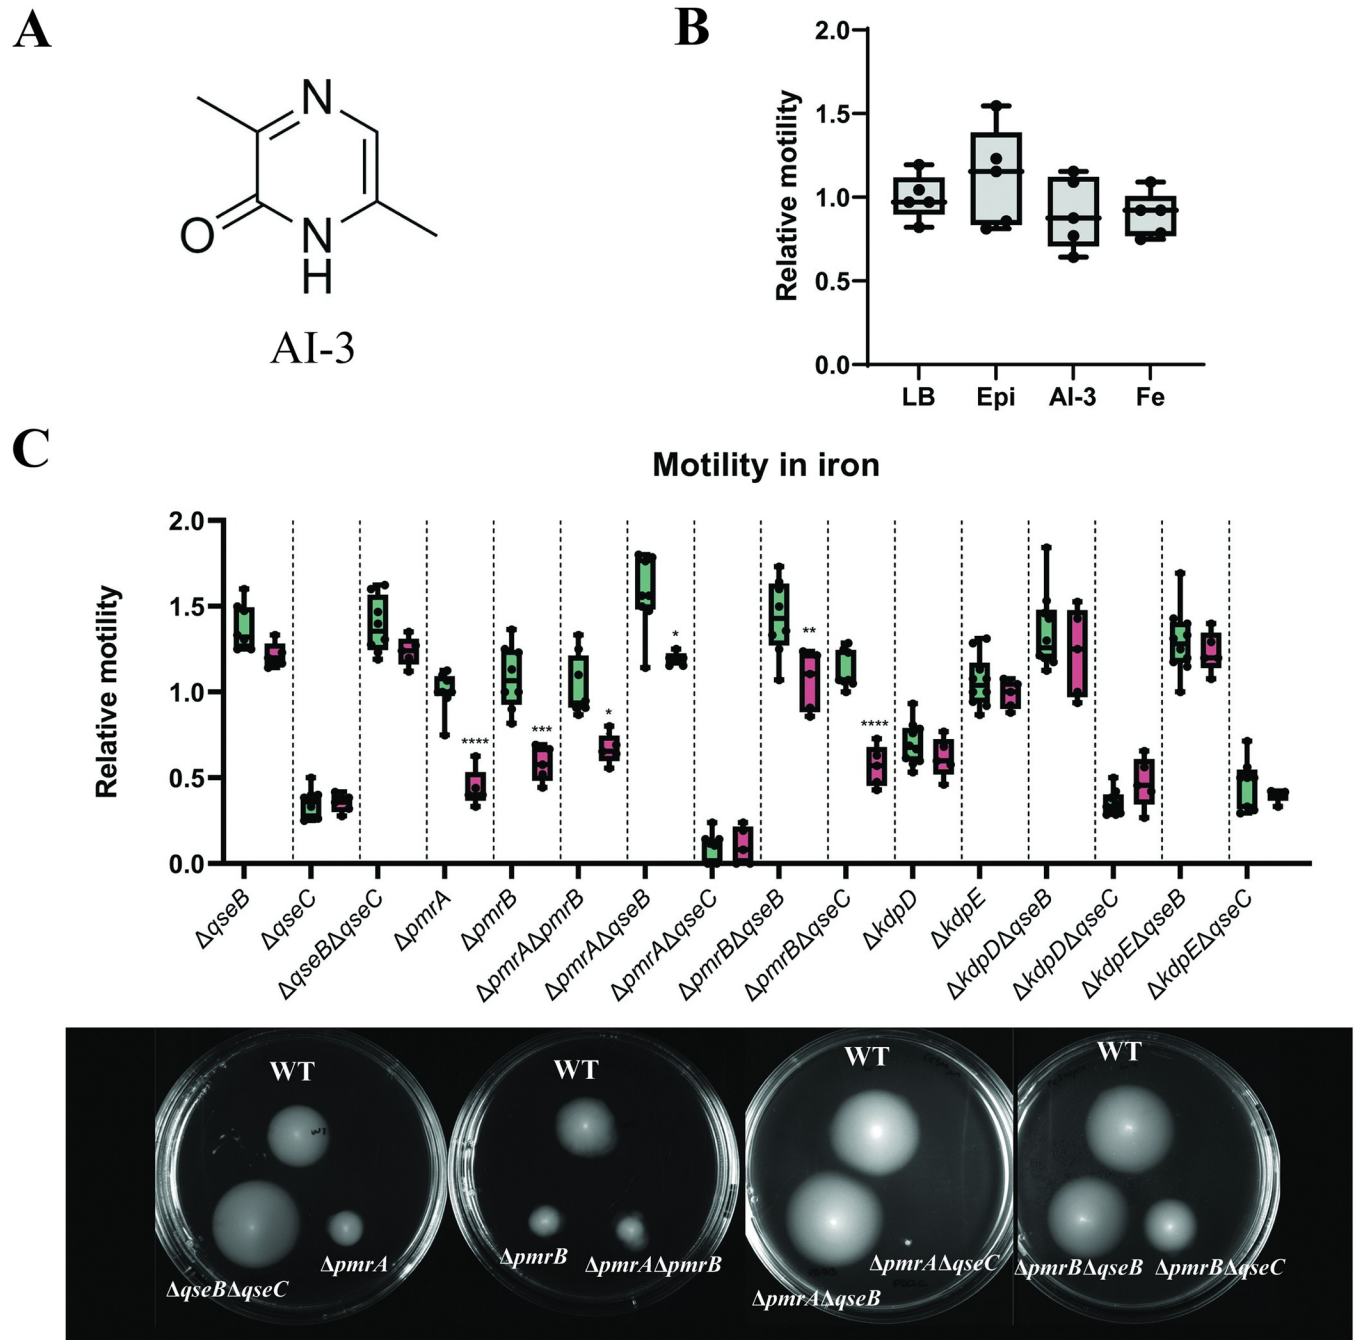 A
N
O
N
H
AI-3
B
Relative motility
2.0
1.5
1.0
0.5
0.0
LB Epi AI-3 Fe
C
Motility in iron
Relative motility
2.0
1.5
1.0
0.5
0.0
* ** **** *** * ****
ΔqseB ΔqseC ΔqseBΔqseC ΔpmrA ΔpmrB ΔpmrAΔpmrB ΔpmrAΔqseB ΔpmrAΔqseC ΔpmrBΔqseB ΔpmrBΔqseC ΔkdpD ΔkdpE ΔkdpDΔqseB ΔkdpDΔqseC ΔkdpEΔqseB ΔkdpEΔqseC
WT WT WT WT
ΔpmrA
ΔqseBΔqseC
ΔpmrB
ΔpmrAΔpmrB
ΔpmrAΔqseC
ΔpmrAΔqseB
ΔpmrBΔqseB
ΔpmrBΔqseC